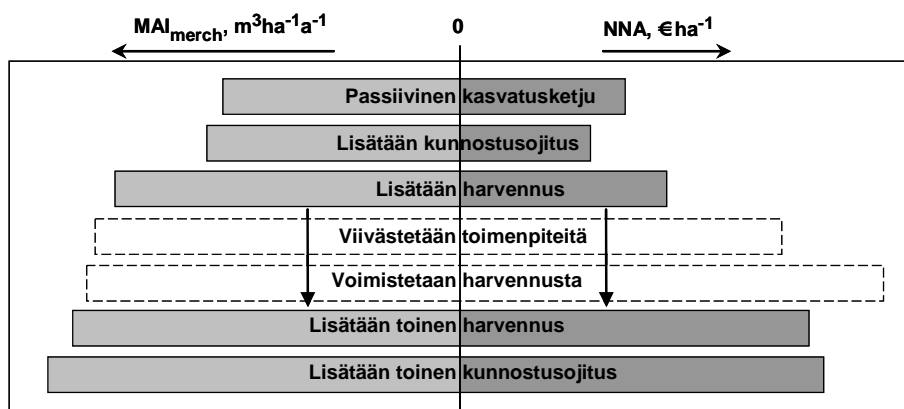 MAImerch, m³ha⁻¹a⁻¹ 0 NNA, €ha⁻¹
Passiivinen kasvatusketju
Lisätään kunnostusojitus
Lisätään harvennus
Viivästetään toimenpiteitä
Voimistetaan harvennusta
Lisätään toinen harvennus
Lisätään toinen kunnostusojitus